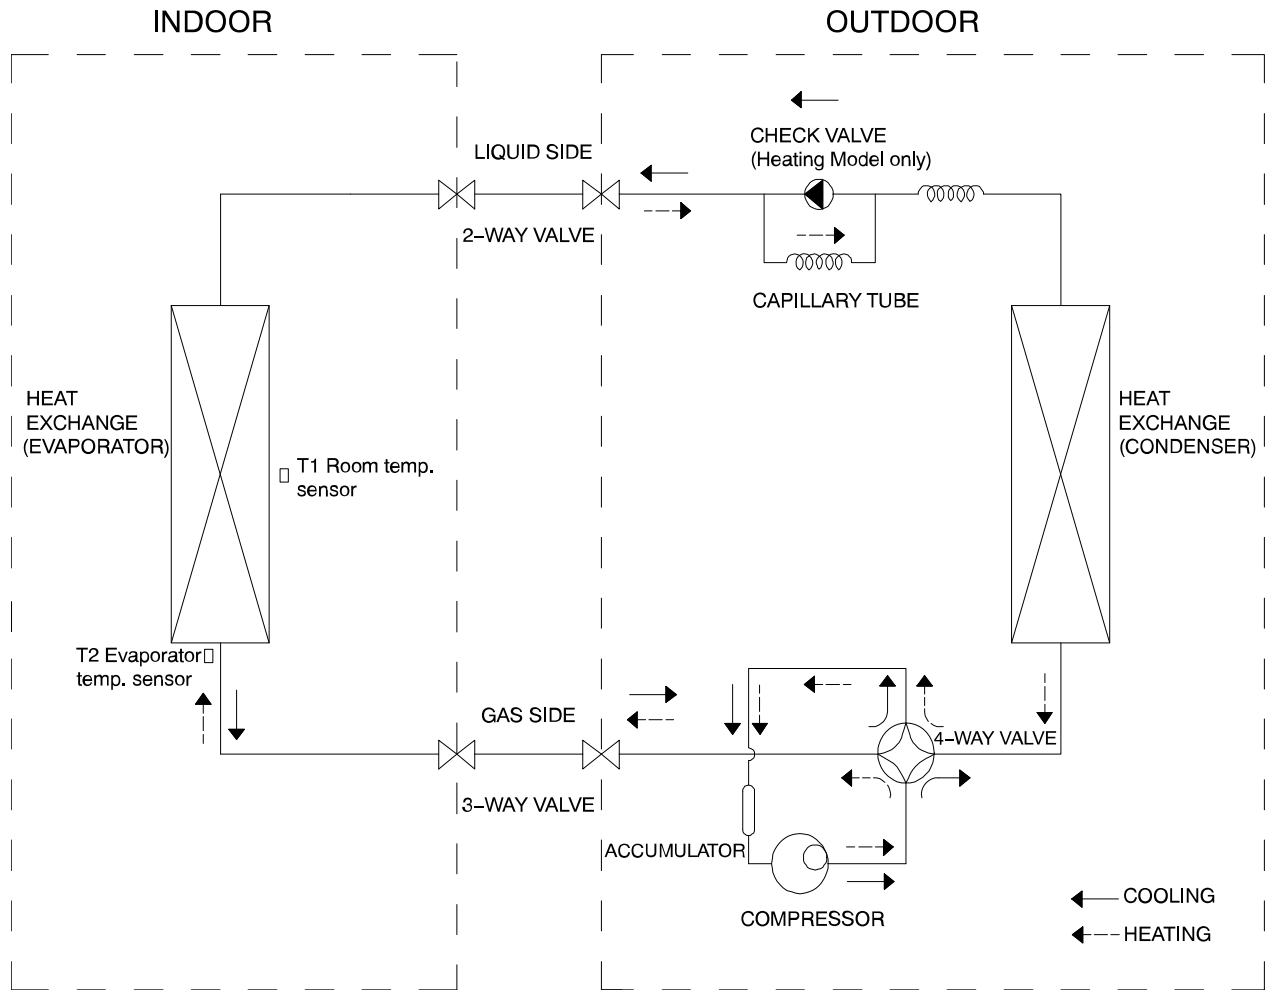 INDOOR
OUTDOOR
CHECK VALVE
(Heating Model only)
LIQUID SIDE
2-WAY VALVE
CAPILLARY TUBE
HEAT
EXCHANGE
(EVAPORATOR)
T1 Room temp.
sensor
HEAT
EXCHANGE
(CONDENSER)
T2 Evaporator
temp. sensor
GAS SIDE
4-WAY VALVE
3-WAY VALVE
ACCUMULATOR
COMPRESSOR
COOLING
HEATING